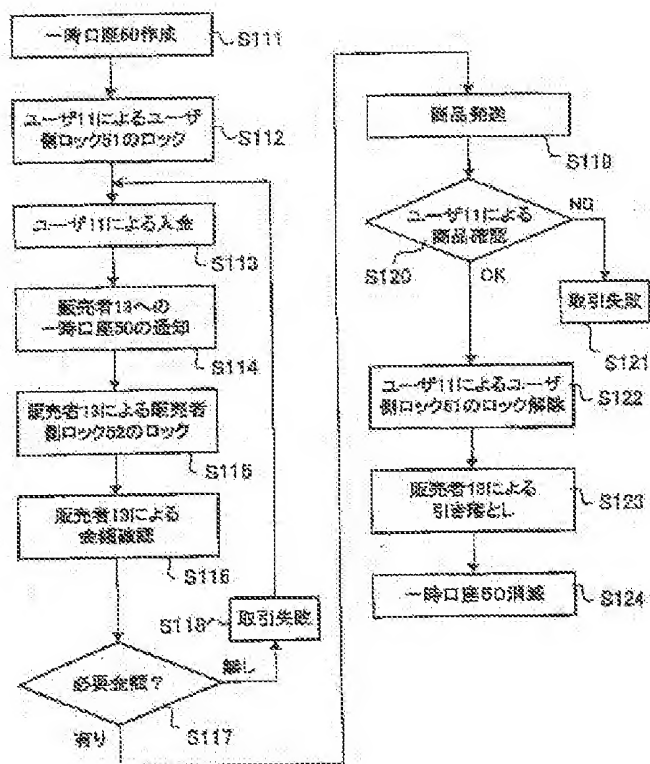 一時口座50作成
S111
ユーザ11によるユーザ
側ロック51のロック
S112
ユーザ11による入金
S113
販売者13への
一時口座50の通知
S114
販売者13による販売者
側ロック52のロック
S115
販売者13による
金額確認
S116
必要金額?
S117
無し
有り
S118
取引失敗
商品発送
S119
ユーザ11による
商品確認
S120
NG
OK
取引失敗
S121
ユーザ11によるユーザ
側ロック51のロック解除
S122
販売者13による
引き落とし
S123
一時口座50消滅
S124